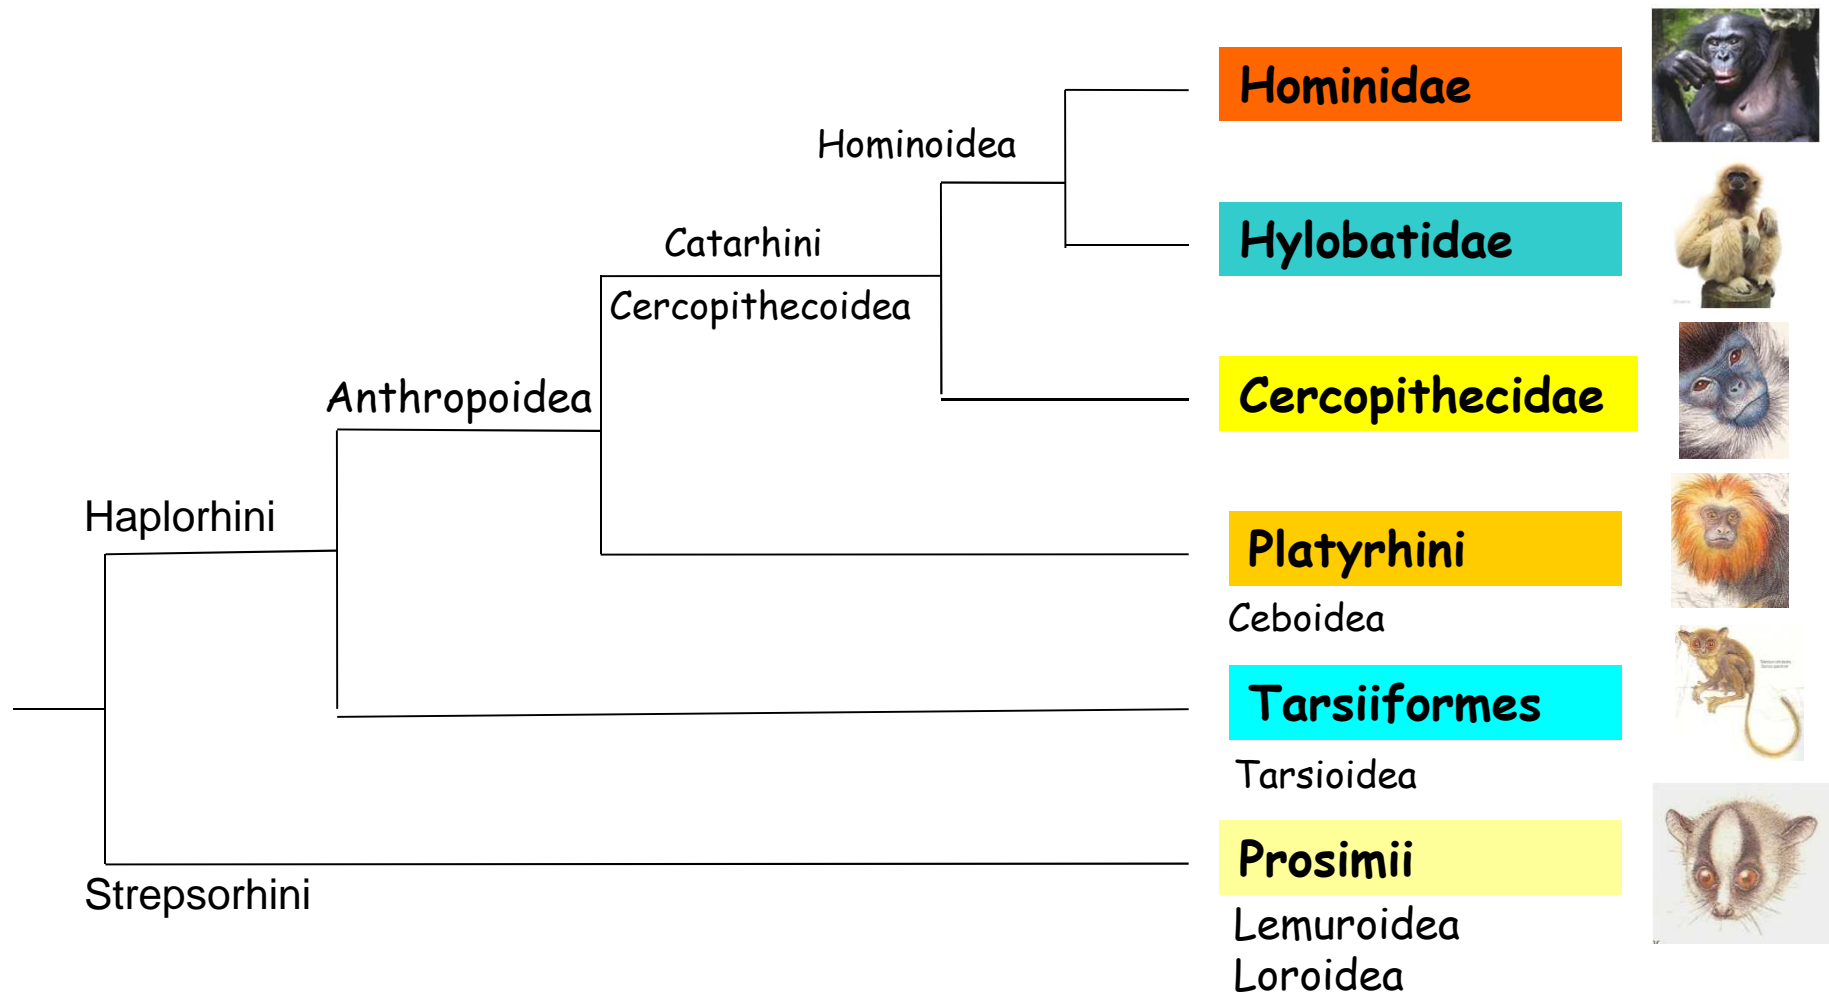 Hominidae
Hominoidea
Hylobatidae
Catarhini
Cercopithecoidea
Cercopithecidae
Anthropoidea
Haplorhini
Platyrhini
Ceboidea
Tarsiiformes
Tarsioidea
Prosimii
Strepsorhini
Lemuroidea
Loroidea